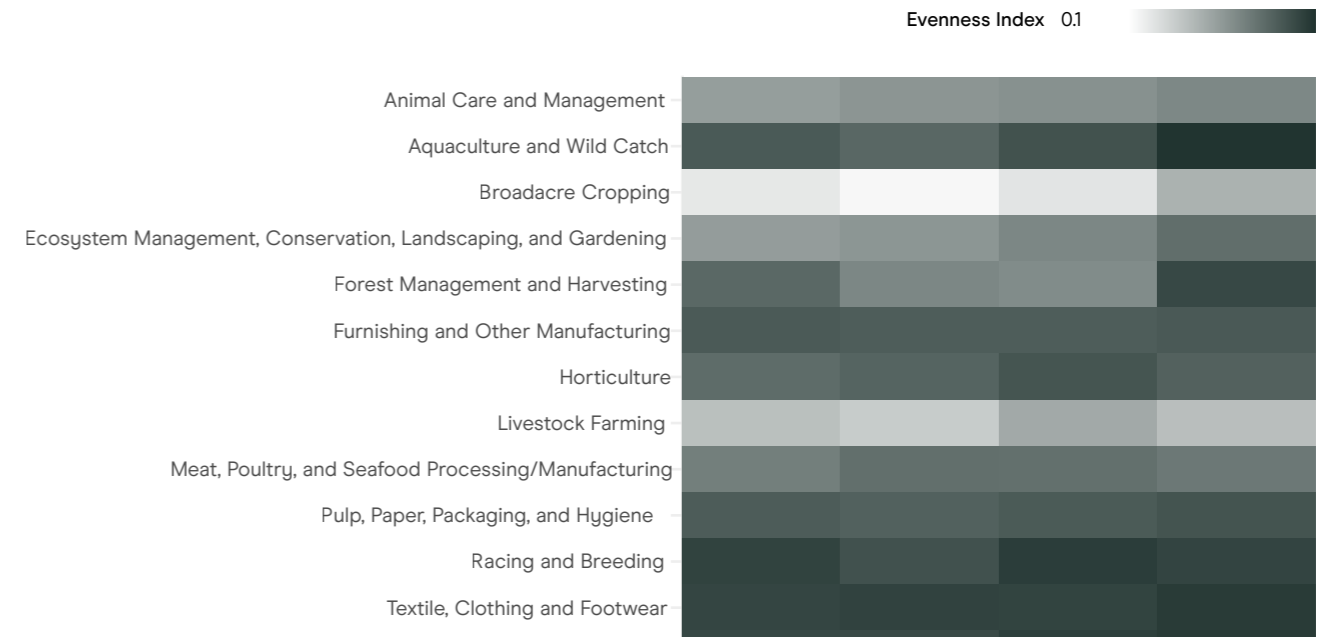 Evenness Index 0.1
Animal Care and Management
Aquaculture and Wild Catch
Broadacre Cropping
Ecosystem Management, Conservation, Landscaping, and Gardening
Forest Management and Harvesting
Furnishing and Other Manufacturing
Horticulture
Livestock Farming
Meat, Poultry, and Seafood Processing/Manufacturing
Pulp, Paper, Packaging, and Hygiene
Racing and Breeding
Textile, Clothing and Footwear